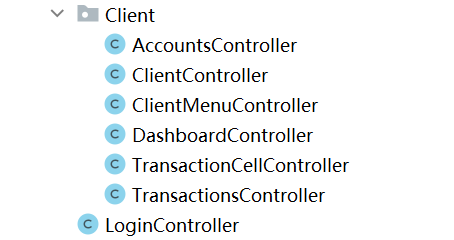 Client
AccountsController
ClientController
ClientMenuController
DashboardController
TransactionCellController
TransactionsController
LoginController